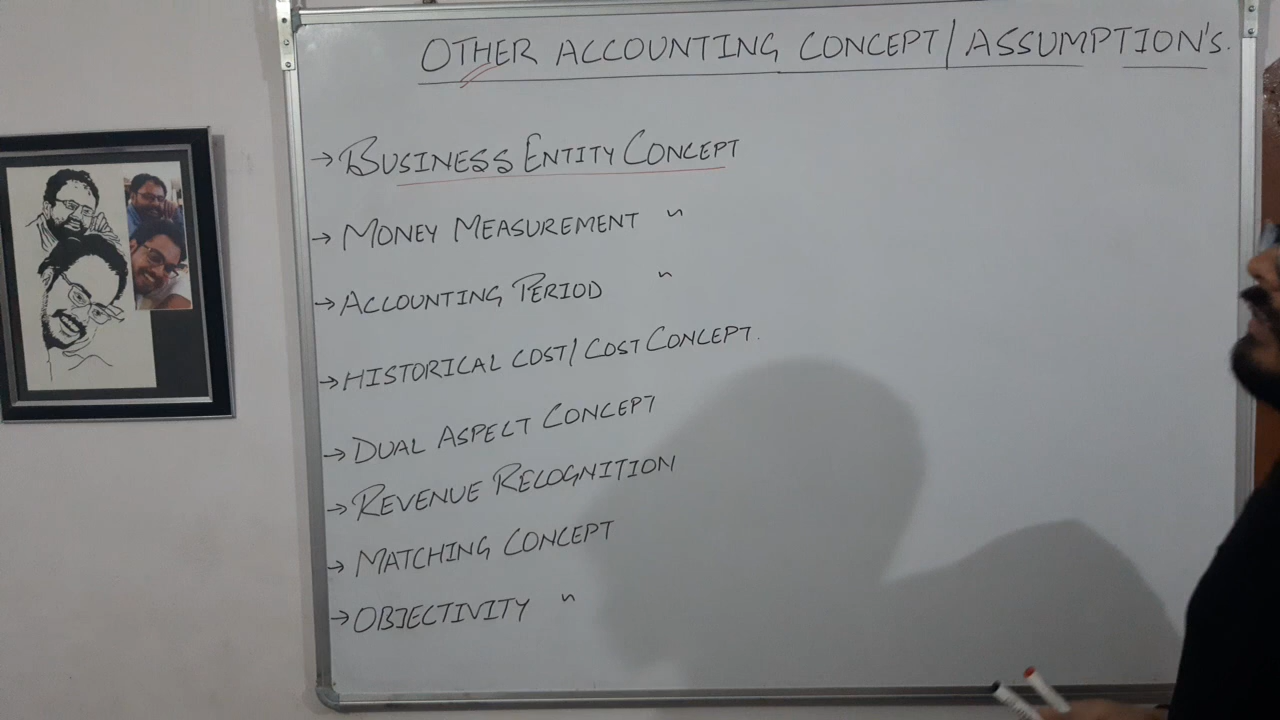 OTHER ACCOUNTING CONCEPT/ASSUMPTION'S.
→ BUSINESS ENTITY CONCEPT
→ MONEY MEASUREMENT "
→ ACCOUNTING PERIOD "
→ HISTORICAL COST/COST CONCEPT.
→ DUAL ASPECT CONCEPT
→ REVENUE RECOGNITION
→ MATCHING CONCEPT
→ OBJECTIVITY "